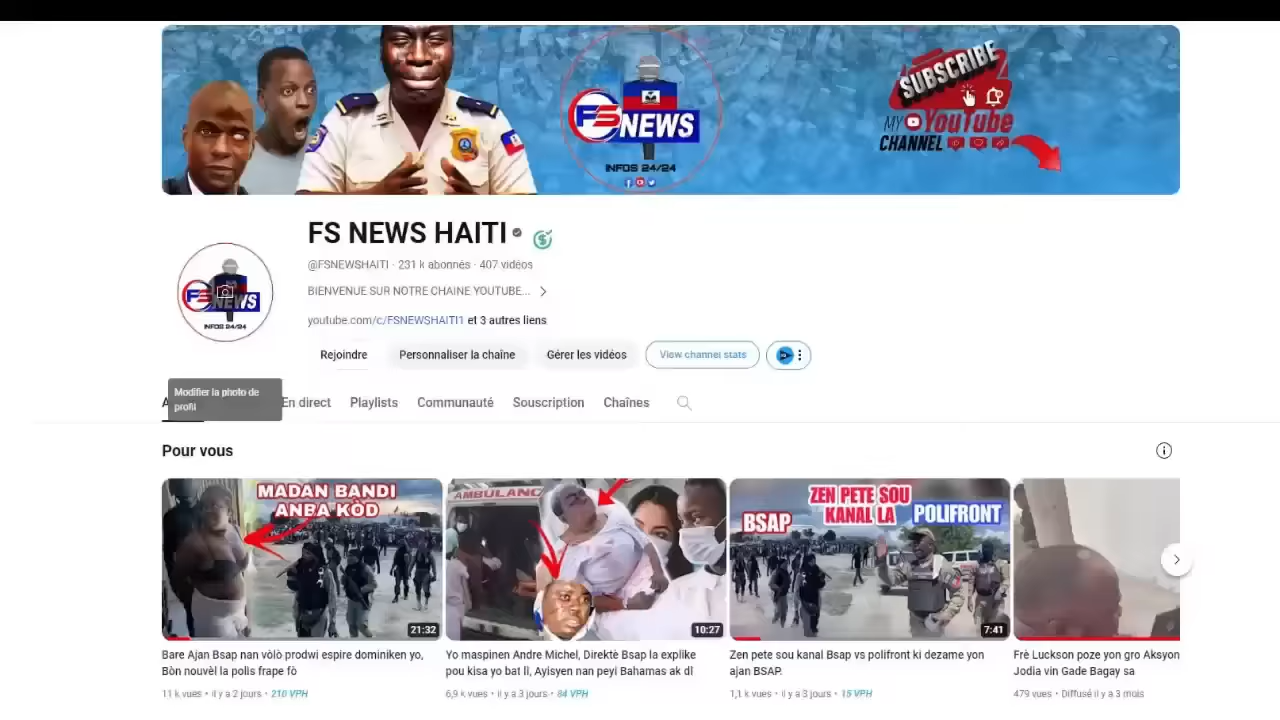 SUBSCRIBE
FS NEWS
MY YouTube
CHANNEL
INFOS 24/24
FS NEWS HAITI
@FSNEWSHAITI · 231 k abonnés · 407 vidéos
BIENVENUE SUR NOTRE CHAINE YOUTUBE...
FS NEWS
INFOS 24/24
youtube.com/c/FSNEWSHAITI1 et 3 autres liens
Rejoindre Personnaliser la chaîne Gérer les vidéos View channel stats
Modifier la photo de
profil
A En direct Playlists Communauté Souscription Chaînes
Pour vous
MADAN BANDI
ANBA KÒD
21:32
AMBULANC
10:27
ZEN PETE SOU
KANAL LA
BSAP
POLIFRONT
7:41
Bare Ajan Bsap nan vòlò prodwi espire dominiken yo,
Bòn nouvèl la polis frape fò
11 k vues • il y a 2 jours • 210 VPH
Yo maspinen Andre Michel, Direktè Bsap la explike
pou kisa yo bat li, Ayisyen nan peyi Bahamas ak dl
6,9 k vues • il y a 3 jours • 84 VPH
Zen pete sou kanal Bsap vs polifront ki dezame yon
ajan BSAP.
1,1 k vues • il y a 3 jours • 15 VPH
Frè Luckson poze yon gro Aksyon
Jodia vin Gade Bagay sa
479 vues • Diffusé il y a 3 mois